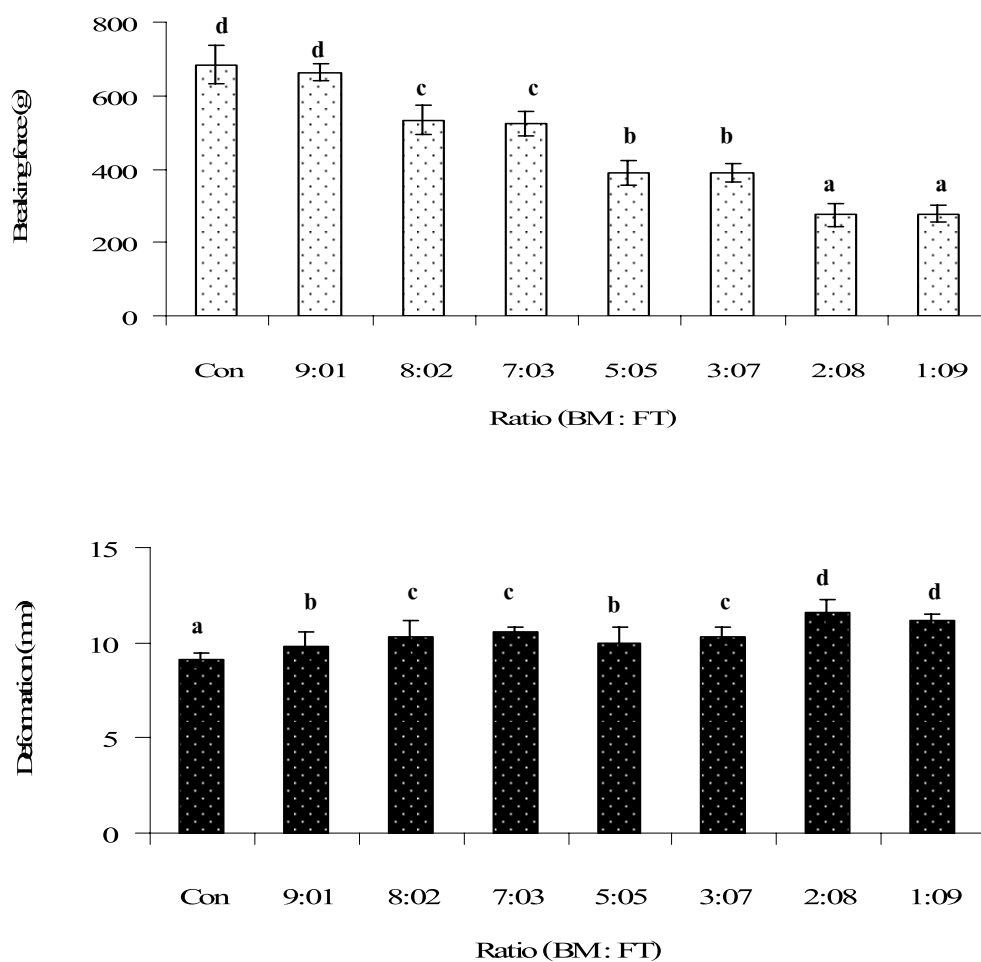 Breaking force (g)
800
600
400
200
0
d
d
c
c
b
b
a
a
Con 9:01 8:02 7:03 5:05 3:07 2:08 1:09
Ratio (BM : FT)
Deformation (mm)
15
10
5
0
a
b
c
c
b
c
d
d
Con 9:01 8:02 7:03 5:05 3:07 2:08 1:09
Ratio (BM : FT)